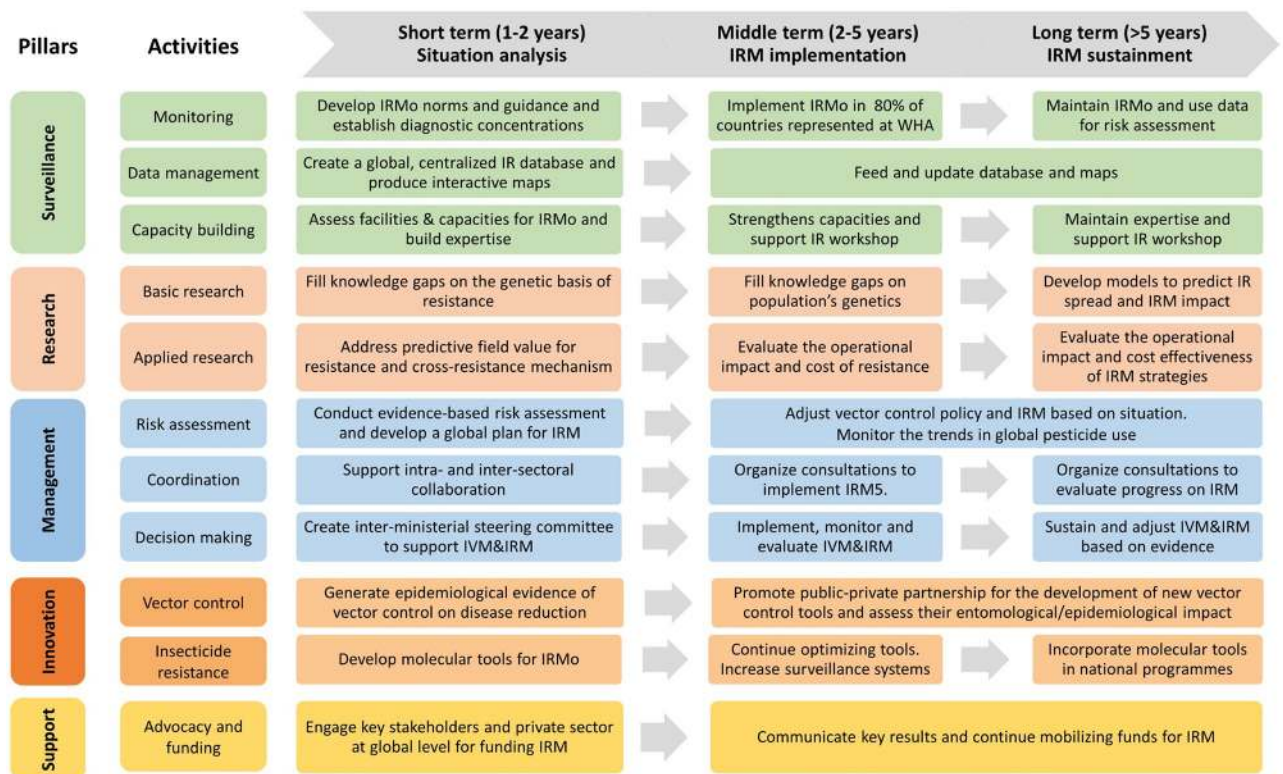 Pillars
Activities
Short term (1-2 years)
Situation analysis
Middle term (2-5 years)
IRM implementation
Long term (>5 years)
IRM sustainment
Surveillance
Monitoring
Develop IRMo norms and guidance and
establish diagnostic concentrations
Implement IRMo in 80% of
countries represented at WHA
Maintain IRMo and use data
for risk assessment
Data management
Create a global, centralized IR database and
produce interactive maps
Feed and update database and maps
Capacity building
Assess facilities & capacities for IRMo and
build expertise
Strengthens capacities and
support IR workshop
Maintain expertise and
support IR workshop
Research
Basic research
Fill knowledge gaps on the genetic basis of
resistance
Fill knowledge gaps on
population's genetics
Develop models to predict IR
spread and IRM impact
Applied research
Address predictive field value for
resistance and cross-resistance mechanism
Evaluate the operational
impact and cost of resistance
Evaluate the operational
impact and cost effectiveness
of IRM strategies
Management
Risk assessment
Conduct evidence-based risk assessment
and develop a global plan for IRM
Adjust vector control policy and IRM based on situation.
Monitor the trends in global pesticide use
Coordination
Support intra- and inter-sectoral
collaboration
Organize consultations to
implement IRM5.
Organize consultations to
evaluate progress on IRM
Decision making
Create inter-ministerial steering committee
to support IVM&IRM
Implement, monitor and
evaluate IVM&IRM
Sustain and adjust IVM&IRM
based on evidence
Innovation
Vector control
Generate epidemiological evidence of
vector control on disease reduction
Promote public-private partnership for the development of new vector
control tools and assess their entomological/epidemiological impact
Insecticide
resistance
Develop molecular tools for IRMo
Continue optimizing tools.
Increase surveillance systems
Incorporate molecular tools
in national programmes
Support
Advocacy and
funding
Engage key stakeholders and private sector
at global level for funding IRM
Communicate key results and continue mobilizing funds for IRM